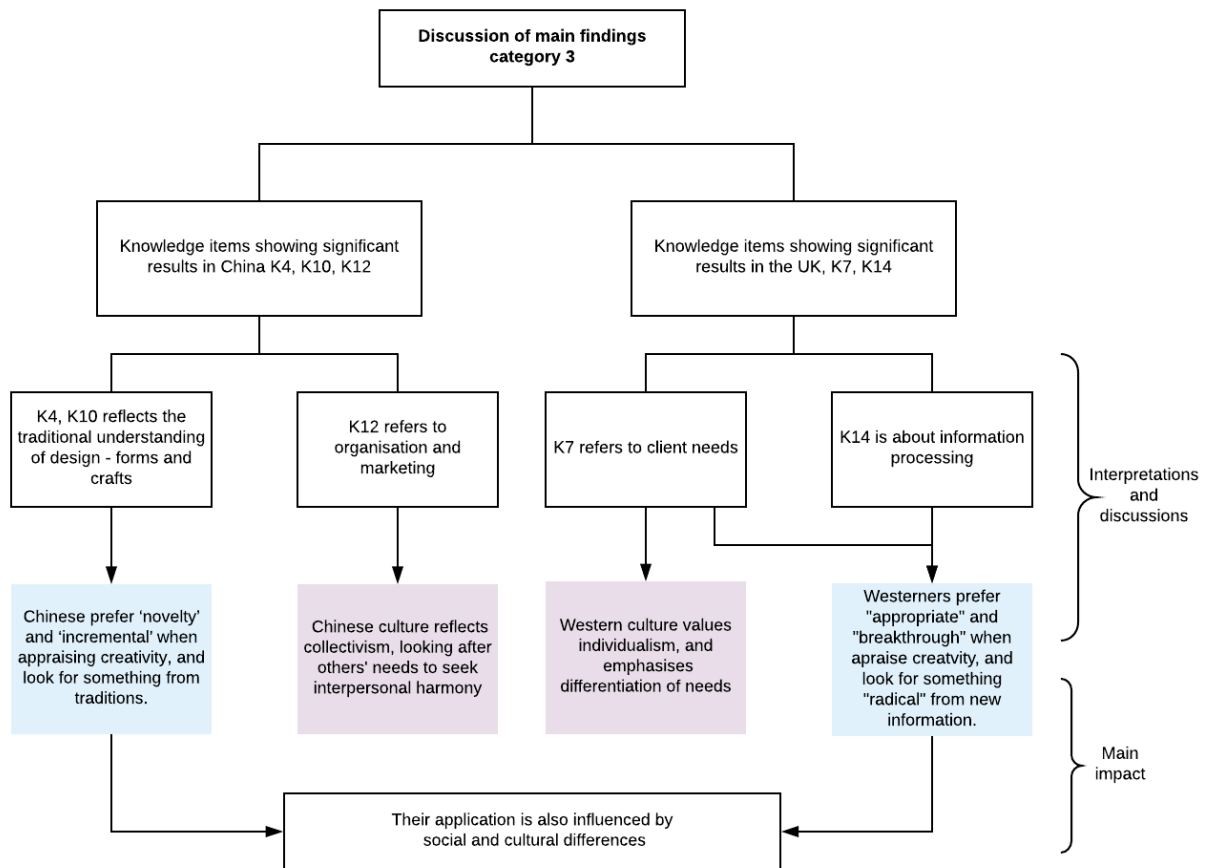 Discussion of main findings
category 3
Knowledge items showing significant
results in China K4, K10, K12
Knowledge items showing significant
results in the UK, K7, K14
K4, K10 reflects the
traditional understanding
of design - forms and
crafts
K12 refers to
organisation and
marketing
K7 refers to client needs
K14 is about information
processing
Interpretations
and
discussions
Chinese prefer ‘novelty’
and ‘incremental’ when
appraising creativity, and
look for something from
traditions.
Chinese culture reflects
collectivism, looking after
others' needs to seek
interpersonal harmony
Western culture values
individualism, and
emphasises
differentiation of needs
Westerners prefer
"appropriate" and
"breakthrough" when
apraise creatvity, and
look for something
"radical" from new
information.
Main
impact
Their application is also influenced by
social and cultural differences